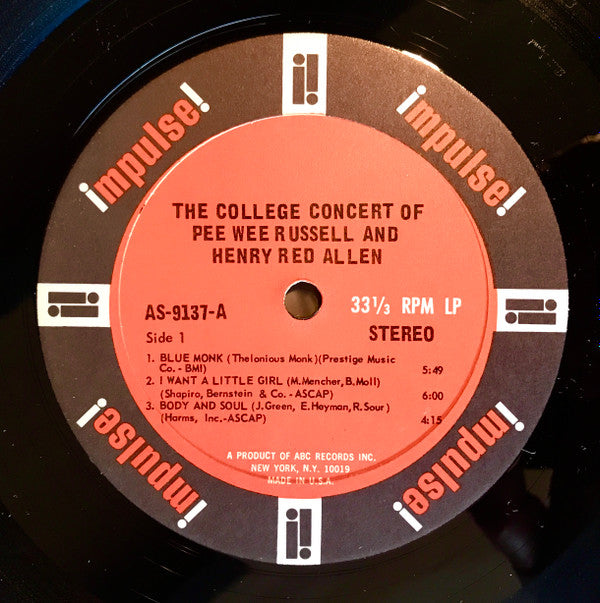 impulse!
impulse!
THE COLLEGE CONCERT OF
PEE WEE RUSSELL AND
HENRY RED ALLEN
AS-9137-A
33 1/3 RPM LP
Side 1
STEREO
1. BLUE MONK (Thelonious Monk)(Prestige Music
Co. - BMI) 5:49
2. I WANT A LITTLE GIRL (M.Mencher, B.Moll)
(Shapiro, Bernstein & Co. - ASCAP) 6:00
3. BODY AND SOUL (J.Green, E.Heyman, R.Sour)
(Harms, Inc.-ASCAP) 4:15
A PRODUCT OF ABC RECORDS INC.
NEW YORK, N.Y. 10019
MADE IN U.S.A.
impulse!
impulse!